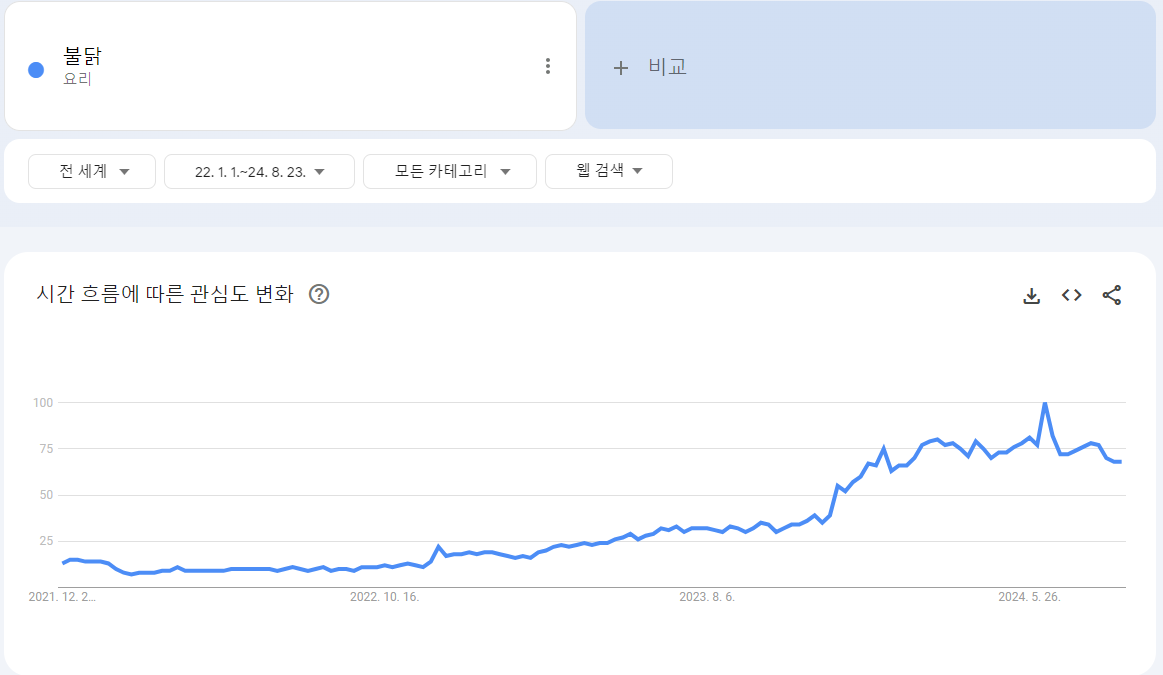 불닭
요리
+ 비교
전 세계
22. 1. 1.~24. 8. 23.
모든 카테고리
웹 검색
시간 흐름에 따른 관심도 변화 ?
100
75
50
25
2021. 12. 2...
2022. 10. 16.
2023. 8. 6.
2024. 5. 26.